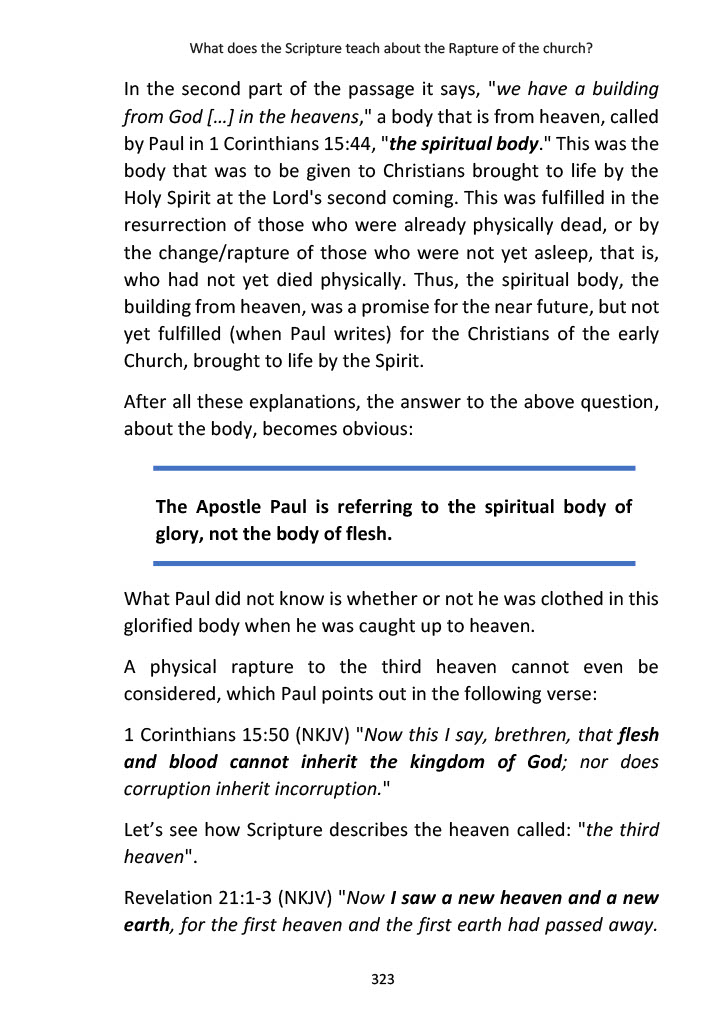 What does the Scripture teach about the Rapture of the church?
In the second part of the passage it says, "we have a building
from God […] in the heavens," a body that is from heaven, called
by Paul in 1 Corinthians 15:44, "the spiritual body." This was the
body that was to be given to Christians brought to life by the
Holy Spirit at the Lord's second coming. This was fulfilled in the
resurrection of those who were already physically dead, or by
the change/rapture of those who were not yet asleep, that is,
who had not yet died physically. Thus, the spiritual body, the
building from heaven, was a promise for the near future, but not
yet fulfilled (when Paul writes) for the Christians of the early
Church, brought to life by the Spirit.
After all these explanations, the answer to the above question,
about the body, becomes obvious:
The Apostle Paul is referring to the spiritual body of
glory, not the body of flesh.
What Paul did not know is whether or not he was clothed in this
glorified body when he was caught up to heaven.
A physical rapture to the third heaven cannot even be
considered, which Paul points out in the following verse:
1 Corinthians 15:50 (NKJV) "Now this I say, brethren, that flesh
and blood cannot inherit the kingdom of God; nor does
corruption inherit incorruption."
Let’s see how Scripture describes the heaven called: "the third
heaven".
Revelation 21:1-3 (NKJV) "Now I saw a new heaven and a new
earth, for the first heaven and the first earth had passed away.
323